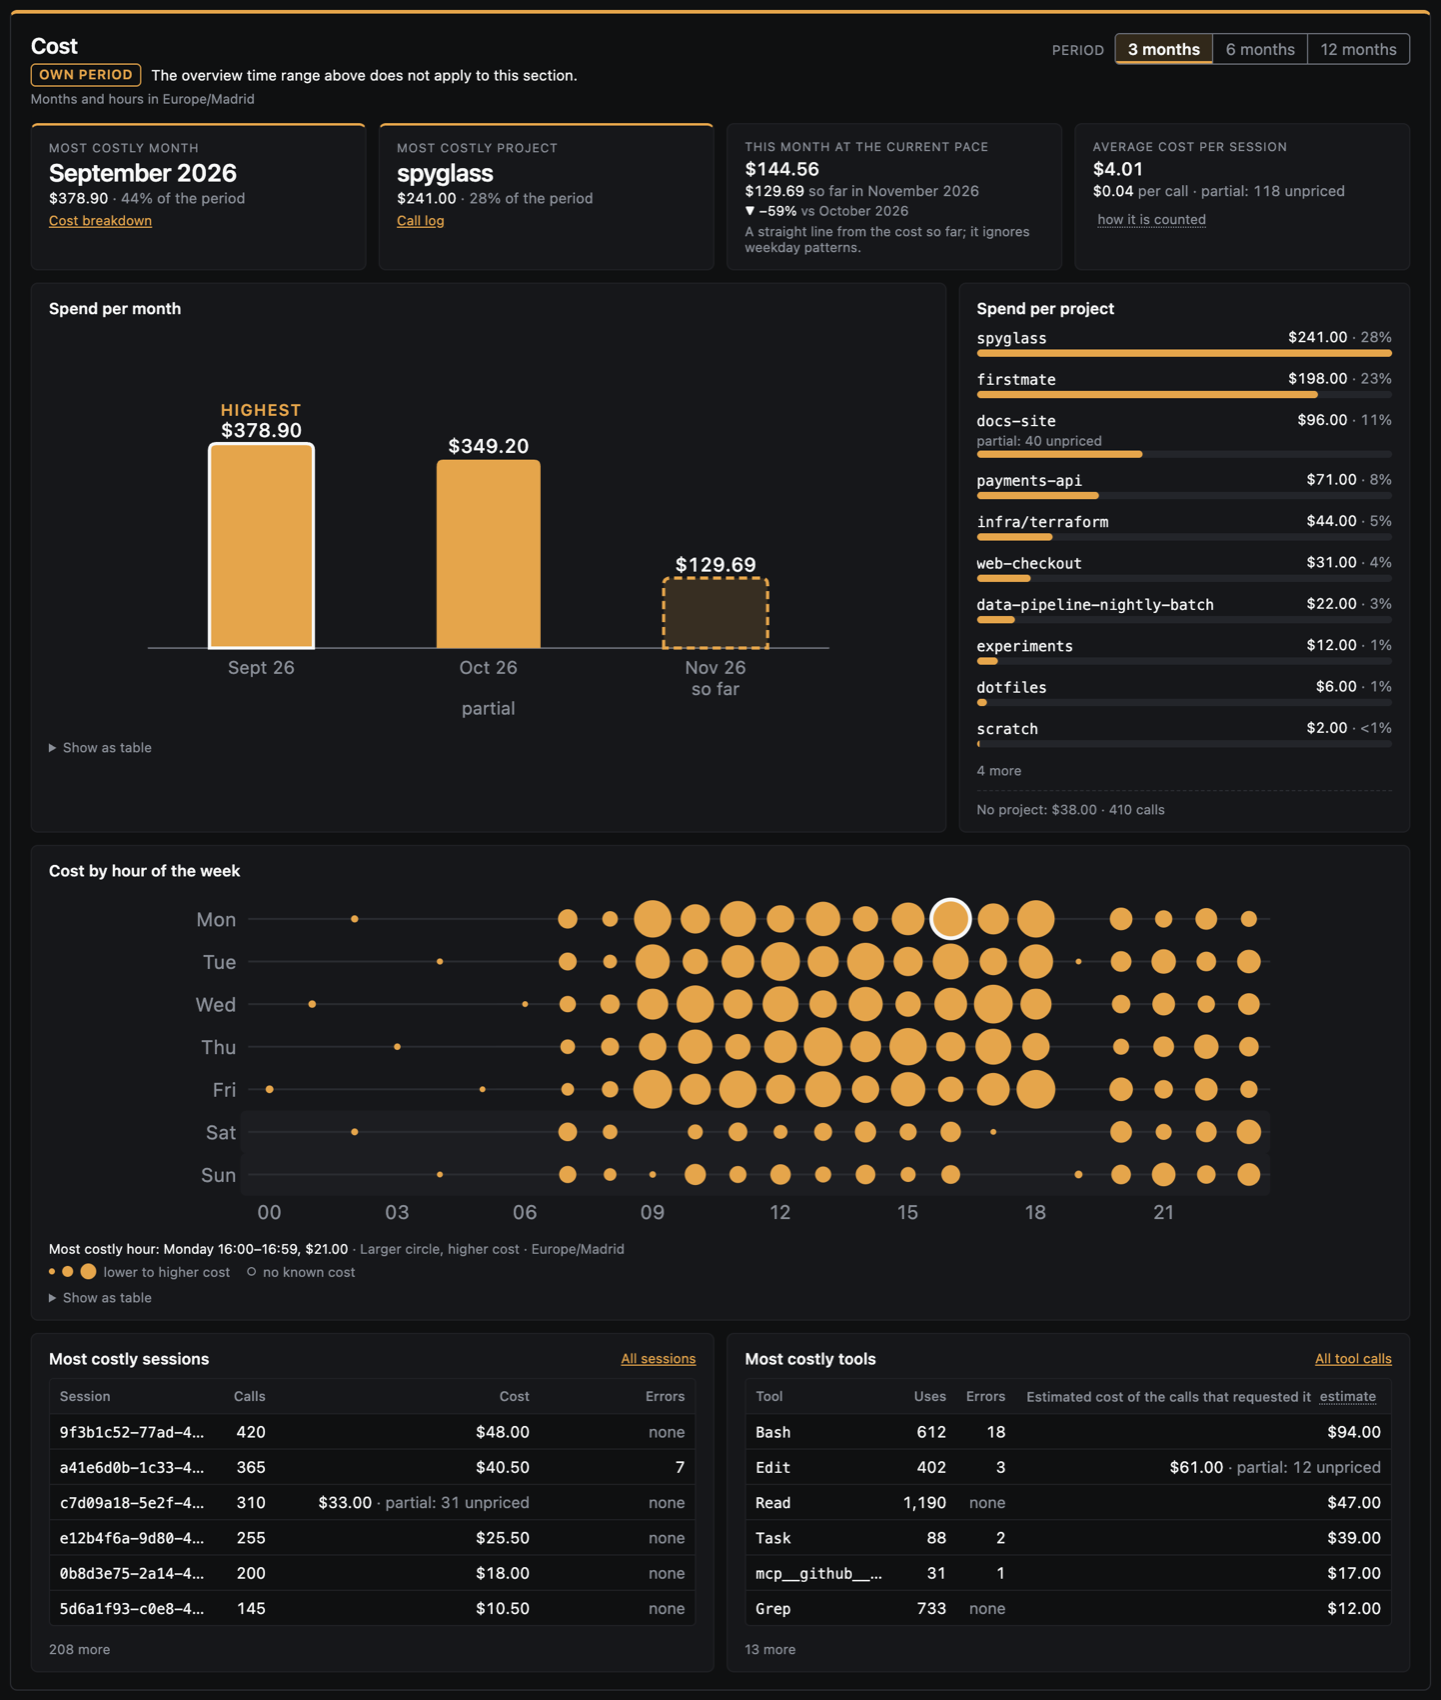 Cost
PERIOD
3 months
6 months
12 months
OWN PERIOD The overview time range above does not apply to this section.
Months and hours in Europe/Madrid
MOST COSTLY MONTH
September 2026
$378.90 · 44% of the period
Cost breakdown
MOST COSTLY PROJECT
spyglass
$241.00 · 28% of the period
Call log
THIS MONTH AT THE CURRENT PACE
$144.56
$129.69 so far in November 2026
▼ −59% vs October 2026
A straight line from the cost so far; it ignores
weekday patterns.
AVERAGE COST PER SESSION
$4.01
$0.04 per call · partial: 118 unpriced
how it is counted
Spend per month
HIGHEST
$378.90
$349.20
$129.69
Sept 26
Oct 26
Nov 26
so far
partial
▶ Show as table
Spend per project
spyglass $241.00 · 28%
firstmate $198.00 · 23%
docs-site $96.00 · 11%
partial: 40 unpriced
payments-api $71.00 · 8%
infra/terraform $44.00 · 5%
web-checkout $31.00 · 4%
data-pipeline-nightly-batch $22.00 · 3%
experiments $12.00 · 1%
dotfiles $6.00 · 1%
scratch $2.00 · <1%
4 more
No project: $38.00 · 410 calls
Cost by hour of the week
Mon
Tue
Wed
Thu
Fri
Sat
Sun
00 03 06 09 12 15 18 21
Most costly hour: Monday 16:00–16:59, $21.00 · Larger circle, higher cost · Europe/Madrid
lower to higher cost no known cost
▶ Show as table
Most costly sessions All sessions
Session Calls Cost Errors
9f3b1c52-77ad-4… 420 $48.00 none
a41e6d0b-1c33-4… 365 $40.50 7
c7d09a18-5e2f-4… 310 $33.00 · partial: 31 unpriced none
e12b4f6a-9d80-4… 255 $25.50 none
0b8d3e75-2a14-4… 200 $18.00 none
5d6a1f93-c0e8-4… 145 $10.50 none
208 more
Most costly tools All tool calls
Tool Uses Errors Estimated cost of the calls that requested it estimate
Bash 612 18 $94.00
Edit 402 3 $61.00 · partial: 12 unpriced
Read 1,190 none $47.00
Task 88 2 $39.00
mcp__github__… 31 1 $17.00
Grep 733 none $12.00
13 more